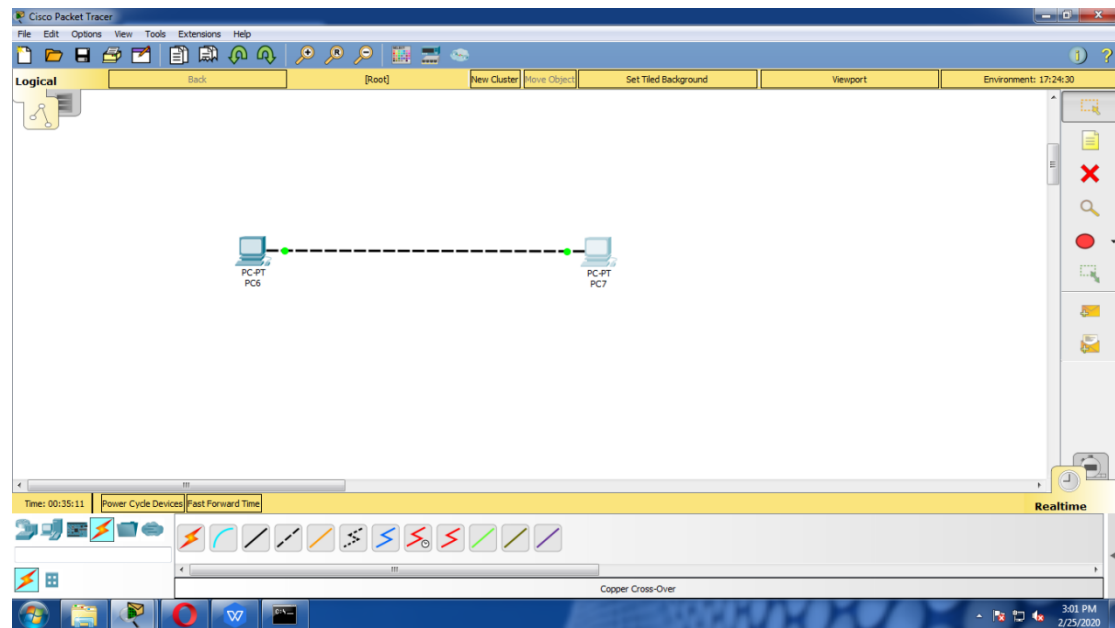 Cisco Packet Tracer
File Edit Options View Tools Extensions Help
Logical Back [Root] New Cluster Move Object Set Tiled Background Viewport Environment: 17:24:30
PC-PT
PC6
PC-PT
PC7
Time: 00:35:11 Power Cycle Devices Fast Forward Time Realtime
Copper Cross-Over
3:01 PM
2/25/2020